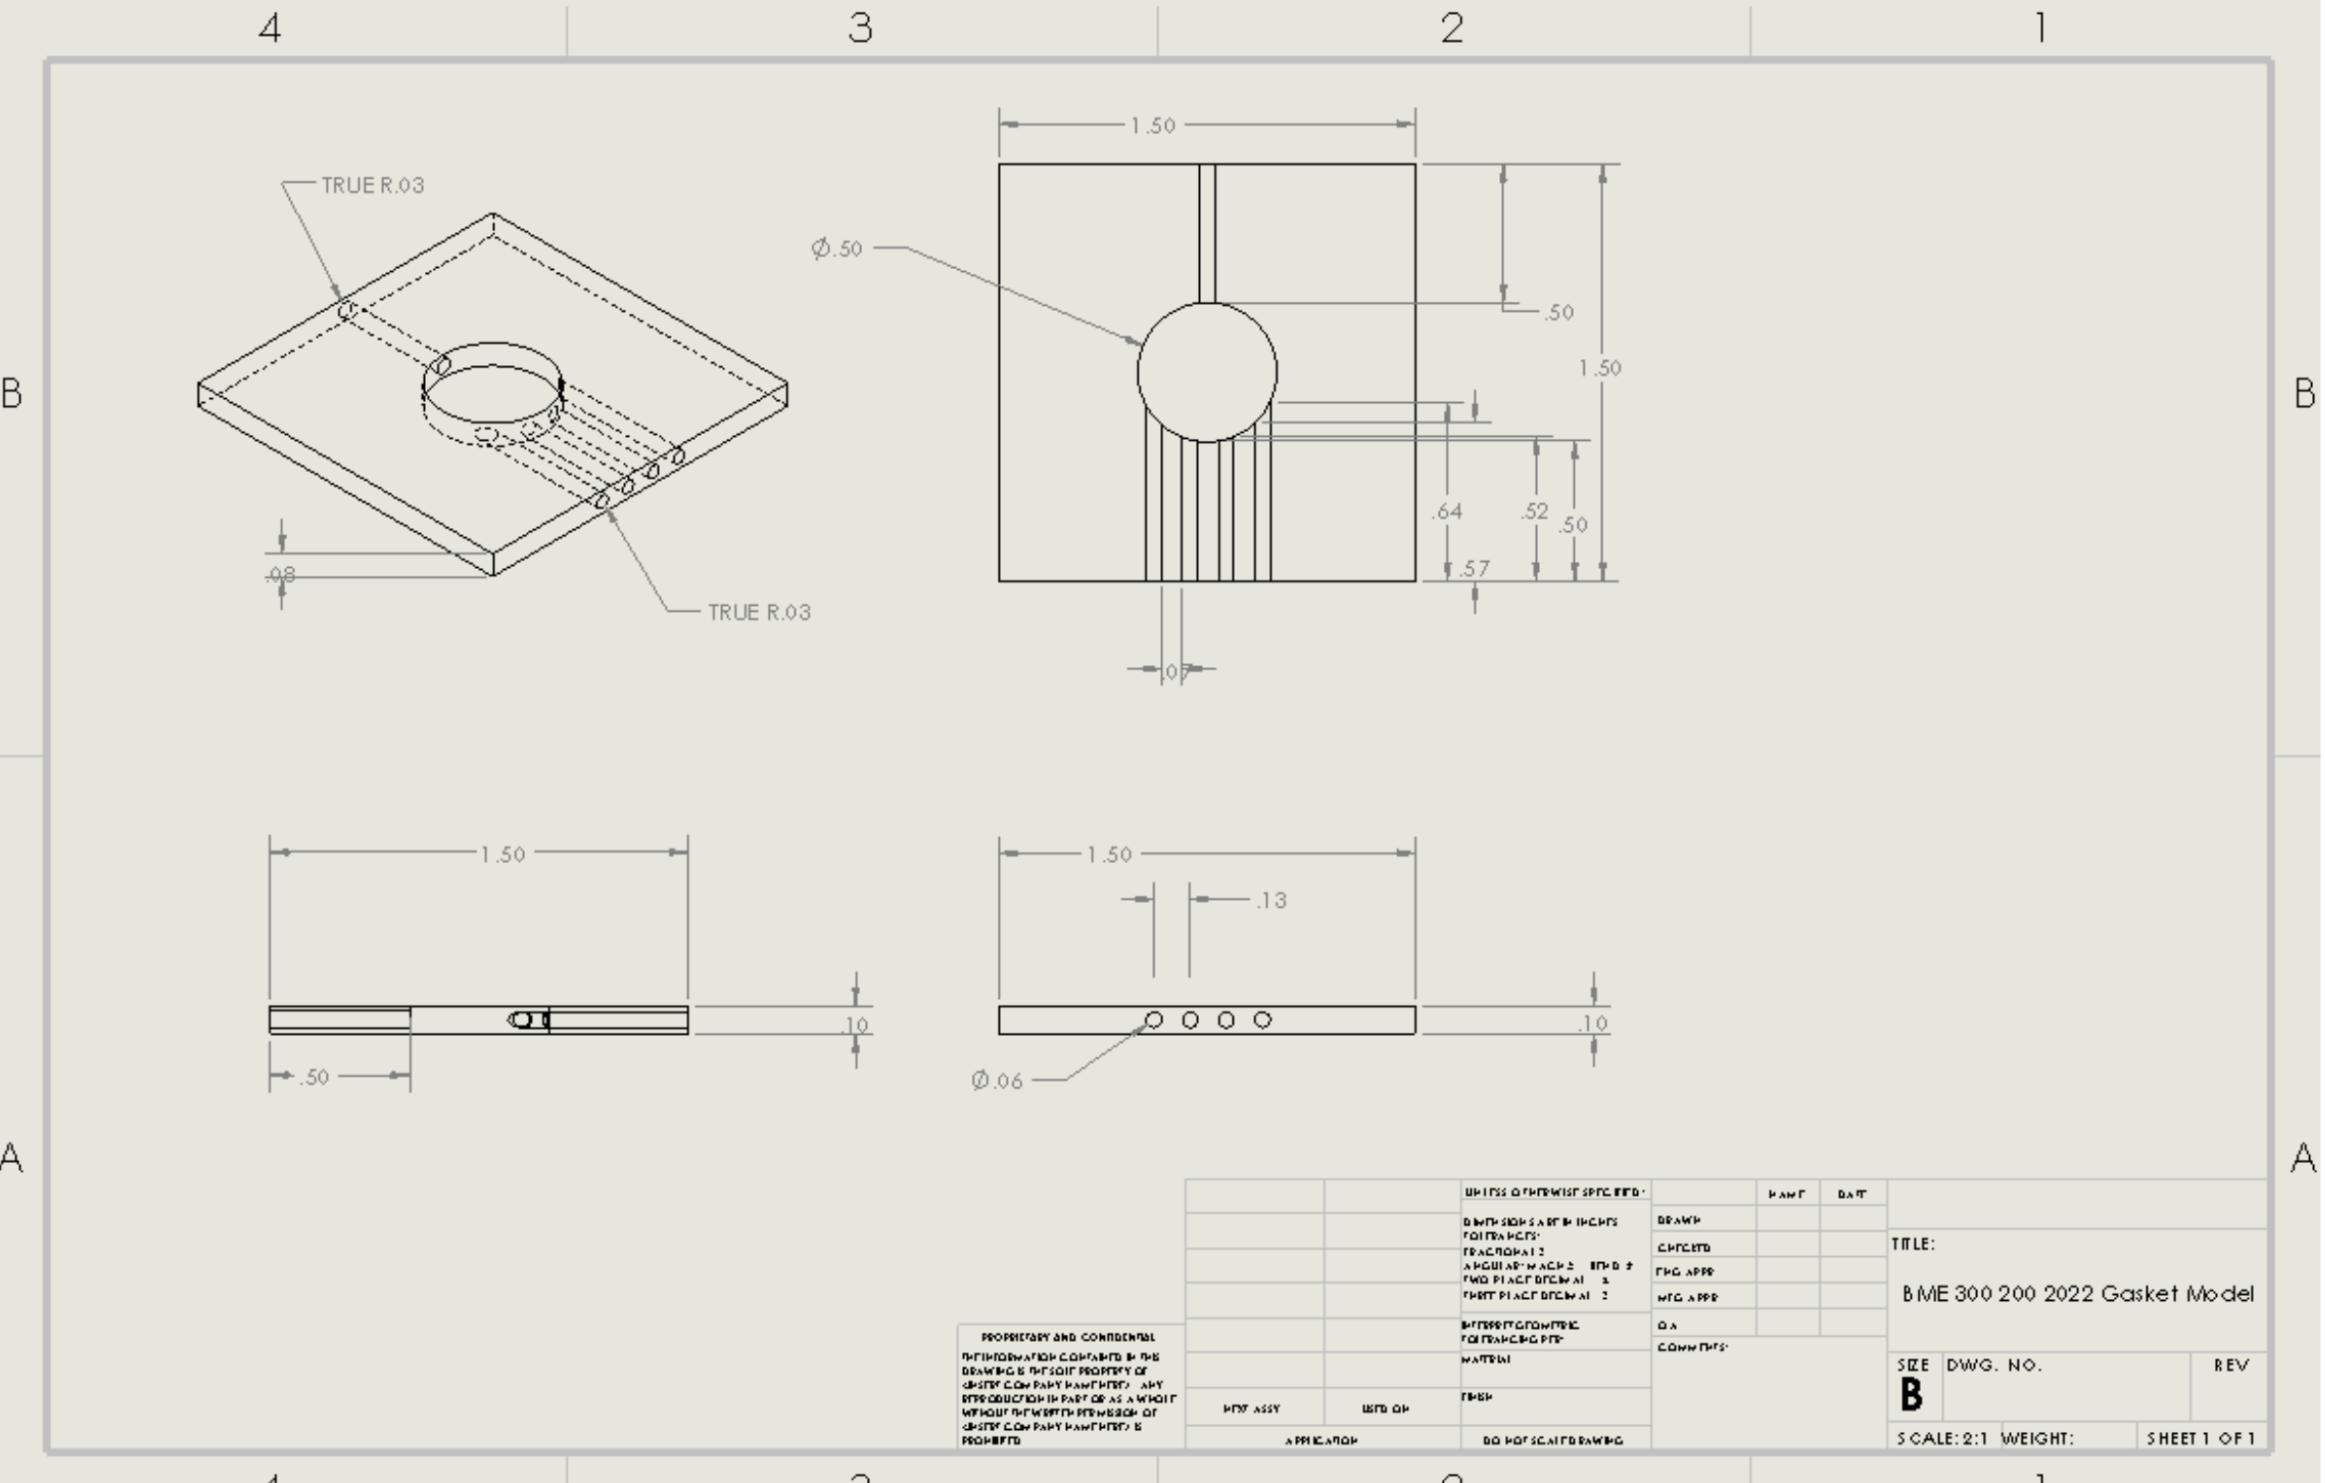 4 3 2 1
1.50
TRUE R.03
Ø.50
.50
1.50
B B
.64 .52 .50
.57
.08
TRUE R.03
.07
1.50 1.50
.13
.10 .10
.50 Ø.06
A A
UNLESS OTHERWISE SPECIFIED: NAME DATE
DIMENSIONS ARE IN INCHES DRAWN
TOLERANCES:
FRACTIONAL ± CHECKED
ANGULAR: MACH ± BEND ± ENG APPR.
TWO PLACE DECIMAL ±
THREE PLACE DECIMAL ± MFG APPR.
TITLE:
BME 300 200 2022 Gasket Model
INTERPRET GEOMETRIC Q.A.
TOLERANCING PER:
COMMENTS:
MATERIAL
FINISH
PROPRIETARY AND CONFIDENTIAL
THE INFORMATION CONTAINED IN THIS
DRAWING IS THE SOLE PROPERTY OF
<INSERT COMPANY NAME HERE>. ANY
REPRODUCTION IN PART OR AS A WHOLE
WITHOUT THE WRITTEN PERMISSION OF
<INSERT COMPANY NAME HERE> IS
PROHIBITED.
NEXT ASSY USED ON
APPLICATION DO NOT SCALE DRAWING
SIZE DWG. NO. REV
B
SCALE: 2:1 WEIGHT: SHEET 1 OF 1